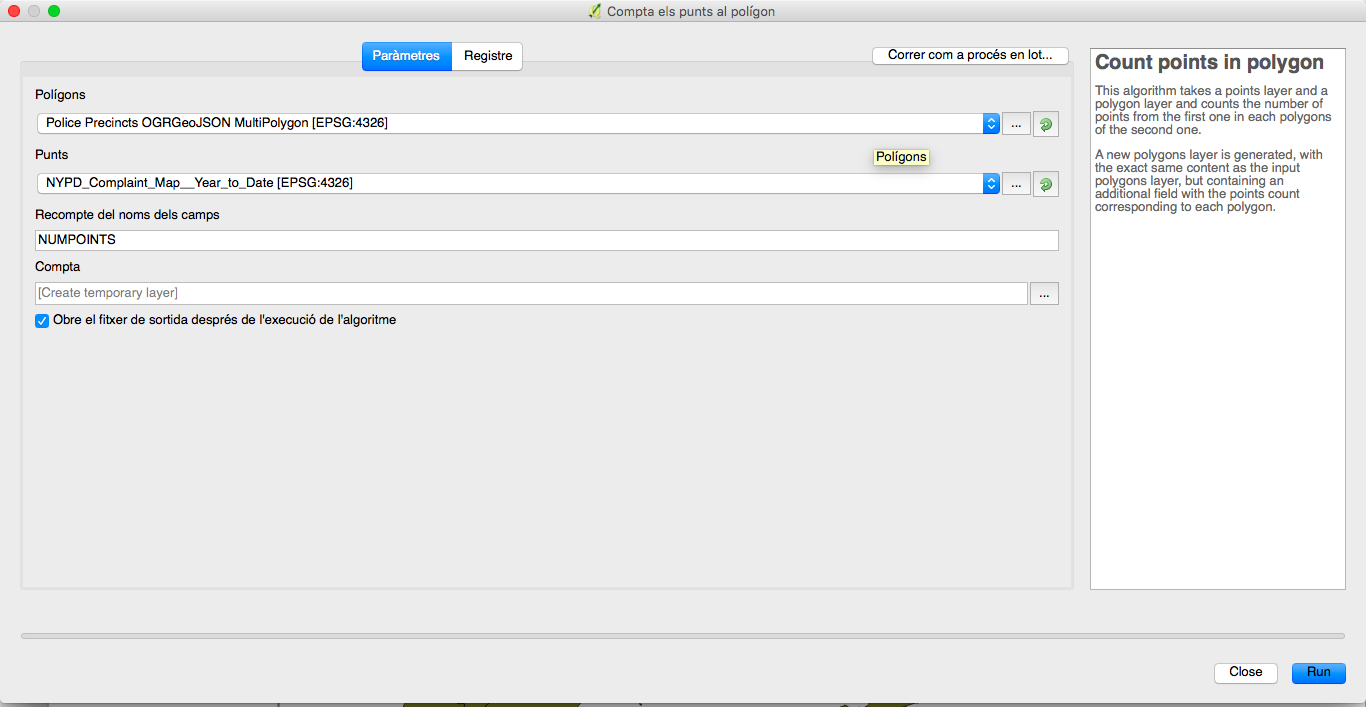 Compta els punts al polígon
Paràmetres
Registre
Correr com a procés en lot...
Polígons
Police Precincts OGRGeoJSON MultiPolygon [EPSG:4326]
...
Punts
Polígons
NYPD_Complaint_Map__Year_to_Date [EPSG:4326]
...
Recompte del noms dels camps
NUMPOINTS
Compta
[Create temporary layer]
...
Obre el fitxer de sortida després de l'execució de l'algoritme
Count points in polygon
This algorithm takes a points layer and a
polygon layer and counts the number of
points from the first one in each polygons
of the second one.
A new polygons layer is generated, with
the exact same content as the input
polygons layer, but containing an
additional field with the points count
corresponding to each polygon.
Close
Run